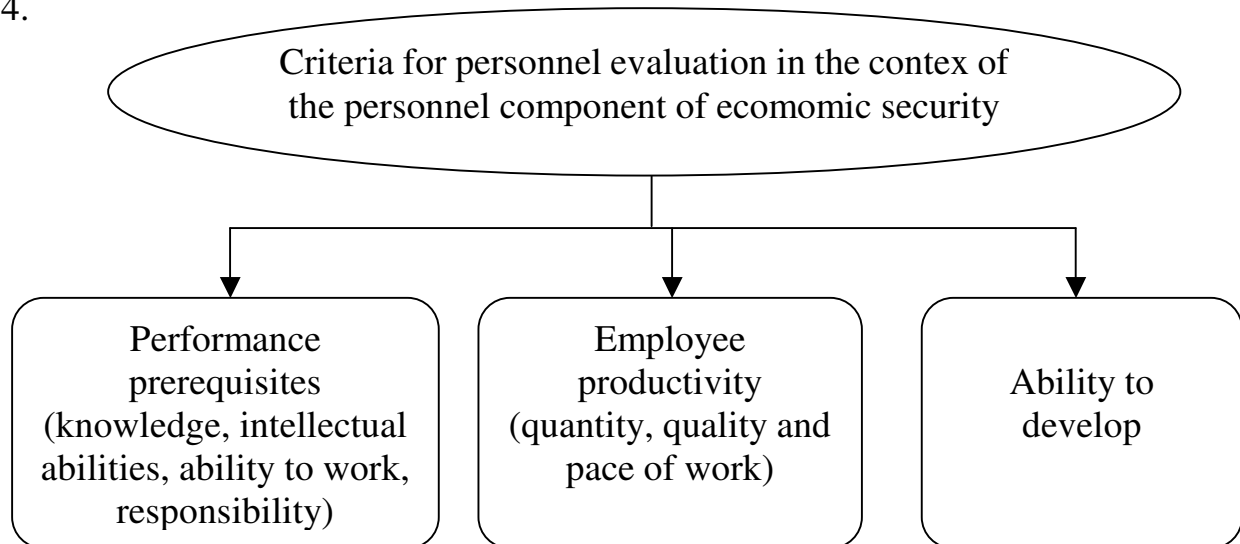 4.
Criteria for personnel evaluation in the contex of
the personnel component of ecomomic security
Performance
prerequisites
(knowledge, intellectual
abilities, ability to work,
responsibility)
Employee
productivity
(quantity, quality and
pace of work)
Ability to
develop